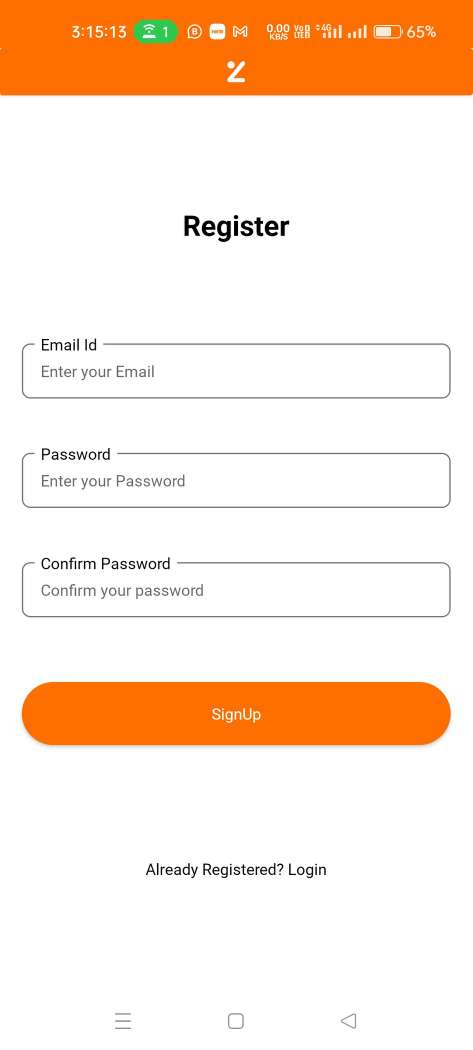 3:15:13 1 0.00 KB/S Vo LTE 4G 65%
Register
Email Id
Enter your Email
Password
Enter your Password
Confirm Password
Confirm your password
SignUp
Already Registered? Login